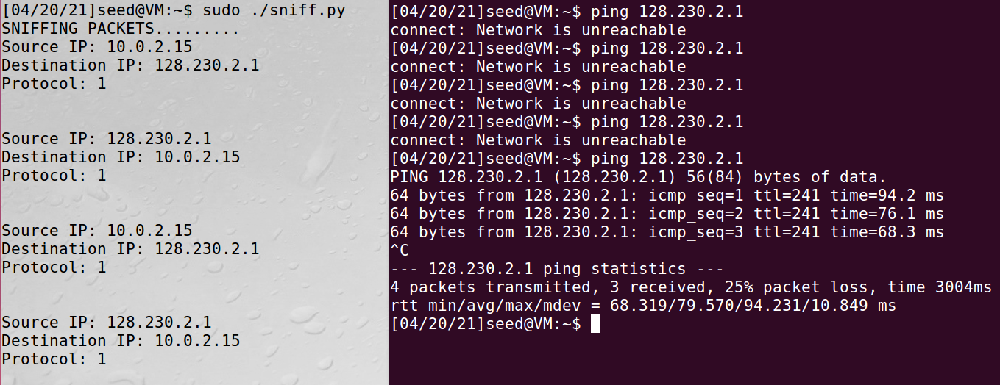 [04/20/21]seed@VM:~$ sudo ./sniff.py
SNIFFING PACKETS.........
Source IP: 10.0.2.15
Destination IP: 128.230.2.1
Protocol: 1
Source IP: 128.230.2.1
Destination IP: 10.0.2.15
Protocol: 1
Source IP: 10.0.2.15
Destination IP: 128.230.2.1
Protocol: 1
Source IP: 128.230.2.1
Destination IP: 10.0.2.15
Protocol: 1
[04/20/21]seed@VM:~$ ping 128.230.2.1
connect: Network is unreachable
[04/20/21]seed@VM:~$ ping 128.230.2.1
connect: Network is unreachable
[04/20/21]seed@VM:~$ ping 128.230.2.1
connect: Network is unreachable
[04/20/21]seed@VM:~$ ping 128.230.2.1
connect: Network is unreachable
[04/20/21]seed@VM:~$ ping 128.230.2.1
PING 128.230.2.1 (128.230.2.1) 56(84) bytes of data.
64 bytes from 128.230.2.1: icmp_seq=1 ttl=241 time=94.2 ms
64 bytes from 128.230.2.1: icmp_seq=2 ttl=241 time=76.1 ms
64 bytes from 128.230.2.1: icmp_seq=3 ttl=241 time=68.3 ms
^C
--- 128.230.2.1 ping statistics ---
4 packets transmitted, 3 received, 25% packet loss, time 3004ms
rtt min/avg/max/mdev = 68.319/79.570/94.231/10.849 ms
[04/20/21]seed@VM:~$